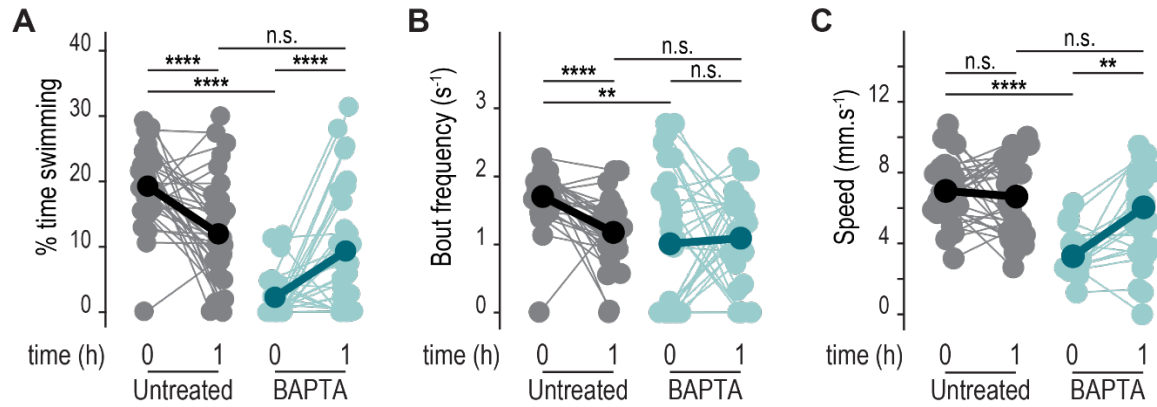 A
% time swimming
40
30
20
10
0
n.s.
****
****
****
time (h)
0
1
0
1
Untreated
BAPTA
B
Bout frequency (s-1)
3
2
1
0
n.s.
****
n.s.
**
time (h)
0
1
0
1
Untreated
BAPTA
C
Speed (mm.s-1)
12
8
4
0
n.s.
n.s.
**
****
time (h)
0
1
0
1
Untreated
BAPTA